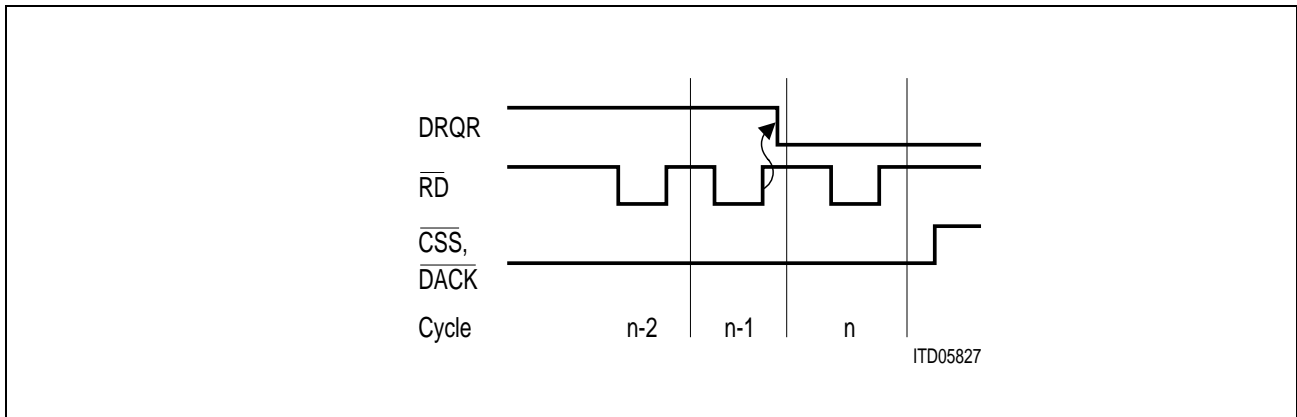 DRQR
RD
CSS,
DACK
Cycle n-2 n-1 n
ITD05827